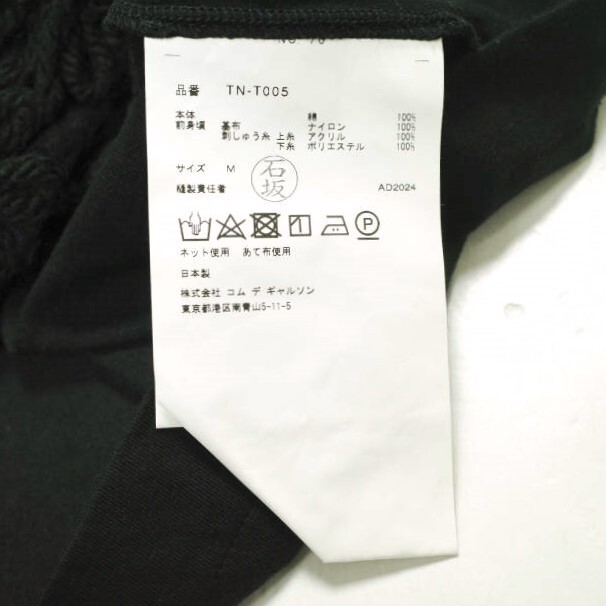 品番 TN-T005
本体 綿 100%
前身頃 基布 ナイロン 100%
刺しゅう糸 上糸 アクリル 100%
下糸 ポリエステル 100%
サイズ M
石坂
縫製責任者 AD2024
P
ネット使用 あて布使用
日本製
株式会社 コム デ ギャルソン
東京都港区南青山5-11-5